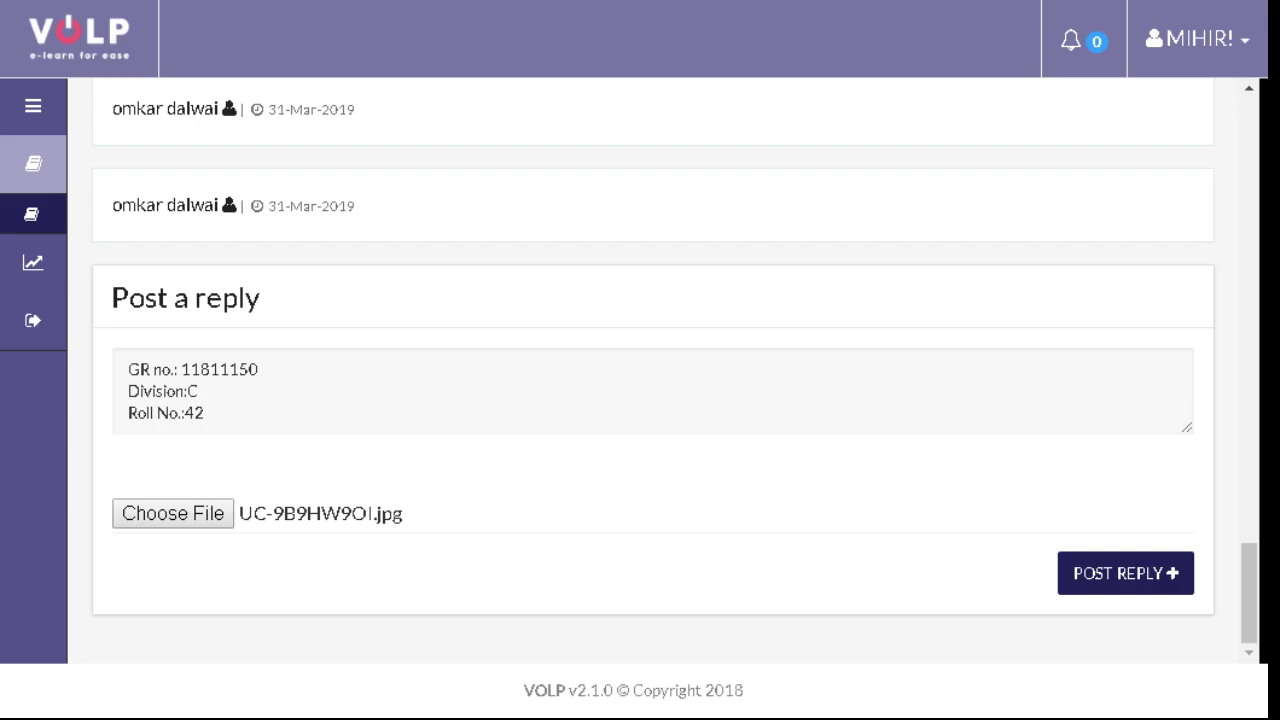 VOLP
e-learn for ease
0
MIHIR!
omkar dalwai | 31-Mar-2019
omkar dalwai | 31-Mar-2019
Post a reply
GR no.: 11811150
Division:C
Roll No.:42
Choose File UC-9B9HW9OI.jpg
POST REPLY
VOLP v2.1.0 © Copyright 2018